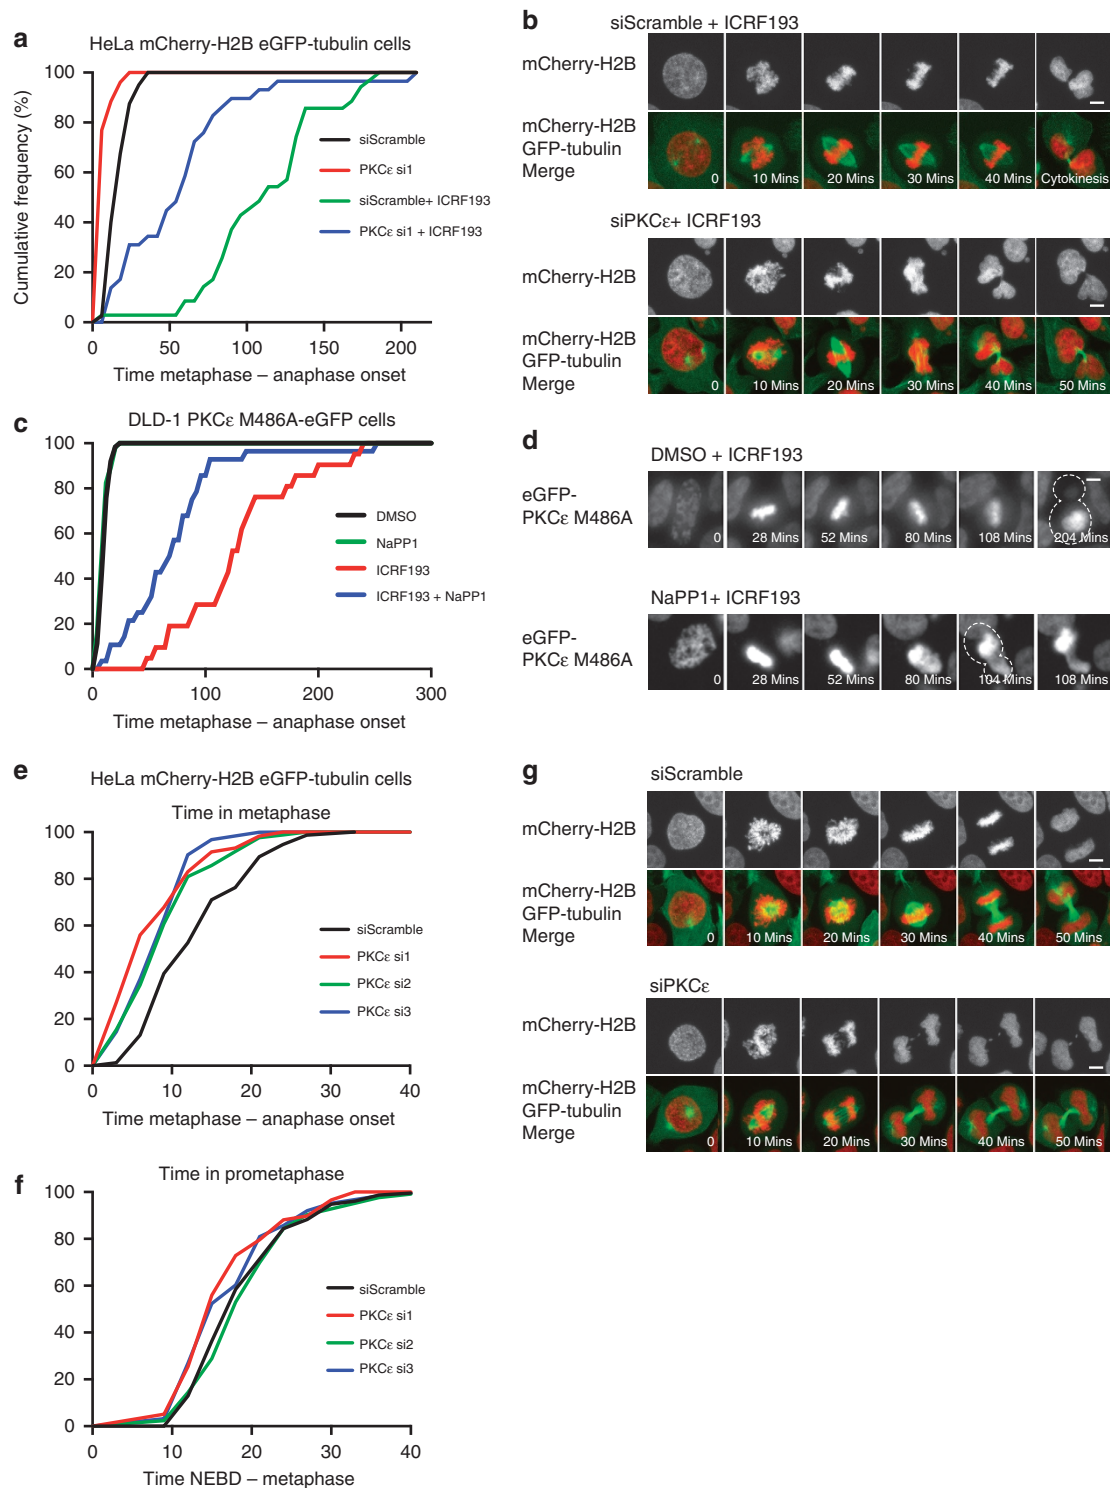 a
HeLa mCherry-H2B eGFP-tubulin cells
Cumulative frequency (%)
100
80
60
40
20
0
0
50
100
150
200
Time metaphase – anaphase onset
siScramble
PKCε si1
siScramble+ ICRF193
PKCε si1 + ICRF193
b
siScramble + ICRF193
mCherry-H2B
mCherry-H2B
GFP-tubulin
Merge
0
10 Mins
20 Mins
30 Mins
40 Mins
Cytokinesis
siPKCε+ ICRF193
mCherry-H2B
mCherry-H2B
GFP-tubulin
Merge
0
10 Mins
20 Mins
30 Mins
40 Mins
50 Mins
c
DLD-1 PKCε M486A-eGFP cells
100
80
60
40
20
0
0
100
200
300
Time metaphase – anaphase onset
DMSO
NaPP1
ICRF193
ICRF193 + NaPP1
d
DMSO + ICRF193
eGFP-
PKCε M486A
0
28 Mins
52 Mins
80 Mins
108 Mins
204 Mins
NaPP1+ ICRF193
eGFP-
PKCε M486A
0
28 Mins
52 Mins
80 Mins
104 Mins
108 Mins
e
HeLa mCherry-H2B eGFP-tubulin cells
Time in metaphase
100
80
60
40
20
0
0
10
20
30
40
Time metaphase – anaphase onset
siScramble
PKCε si1
PKCε si2
PKCε si3
f
Time in prometaphase
100
80
60
40
20
0
0
10
20
30
40
Time NEBD – metaphase
siScramble
PKCε si1
PKCε si2
PKCε si3
g
siScramble
mCherry-H2B
mCherry-H2B
GFP-tubulin
Merge
0
10 Mins
20 Mins
30 Mins
40 Mins
50 Mins
siPKCε
mCherry-H2B
mCherry-H2B
GFP-tubulin
Merge
0
10 Mins
20 Mins
30 Mins
40 Mins
50 Mins